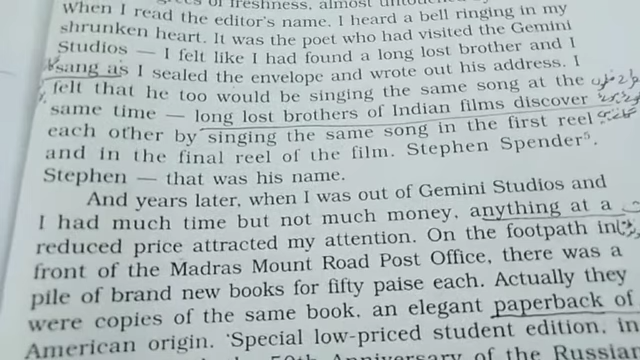 of freshness, almost
when I read the editor's name. I heard a bell ringing in my
shrunken heart. It was the poet who had visited the Gemini
Studios — I felt like I had found a long lost brother and I
sang as I sealed the envelope and wrote out his address. I
felt that he too would be singing the same song at the
same time — long lost brothers of Indian films discover
each other by singing the same song in the first reel
and in the final reel of the film. Stephen Spender⁵.
Stephen — that was his name.
And years later, when I was out of Gemini Studios and
I had much time but not much money, anything at a
reduced price attracted my attention. On the footpath in
front of the Madras Mount Road Post Office, there was a
pile of brand new books for fifty paise each. Actually they
were copies of the same book, an elegant paperback of
American origin. 'Special low-priced student edition, in
50th Anniversary of the Russian